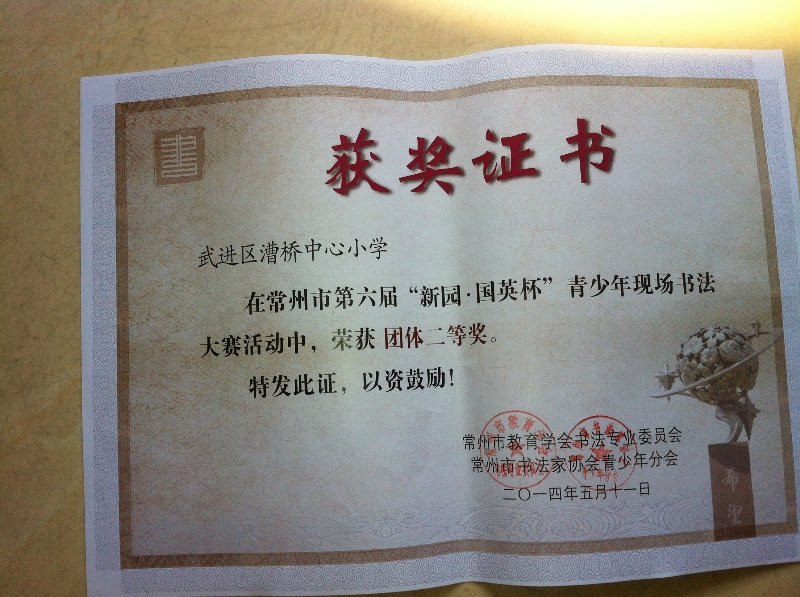 書
获奖证书
武进区漕桥中心小学
在常州市第六届“新园·国英杯”青少年现场书法
大赛活动中，荣获 团体二等奖。
特发此证，以资鼓励！
常州市教育学会书法专业委员会
常州市书法家协会青少年分会
二〇一四年五月十一日
希望